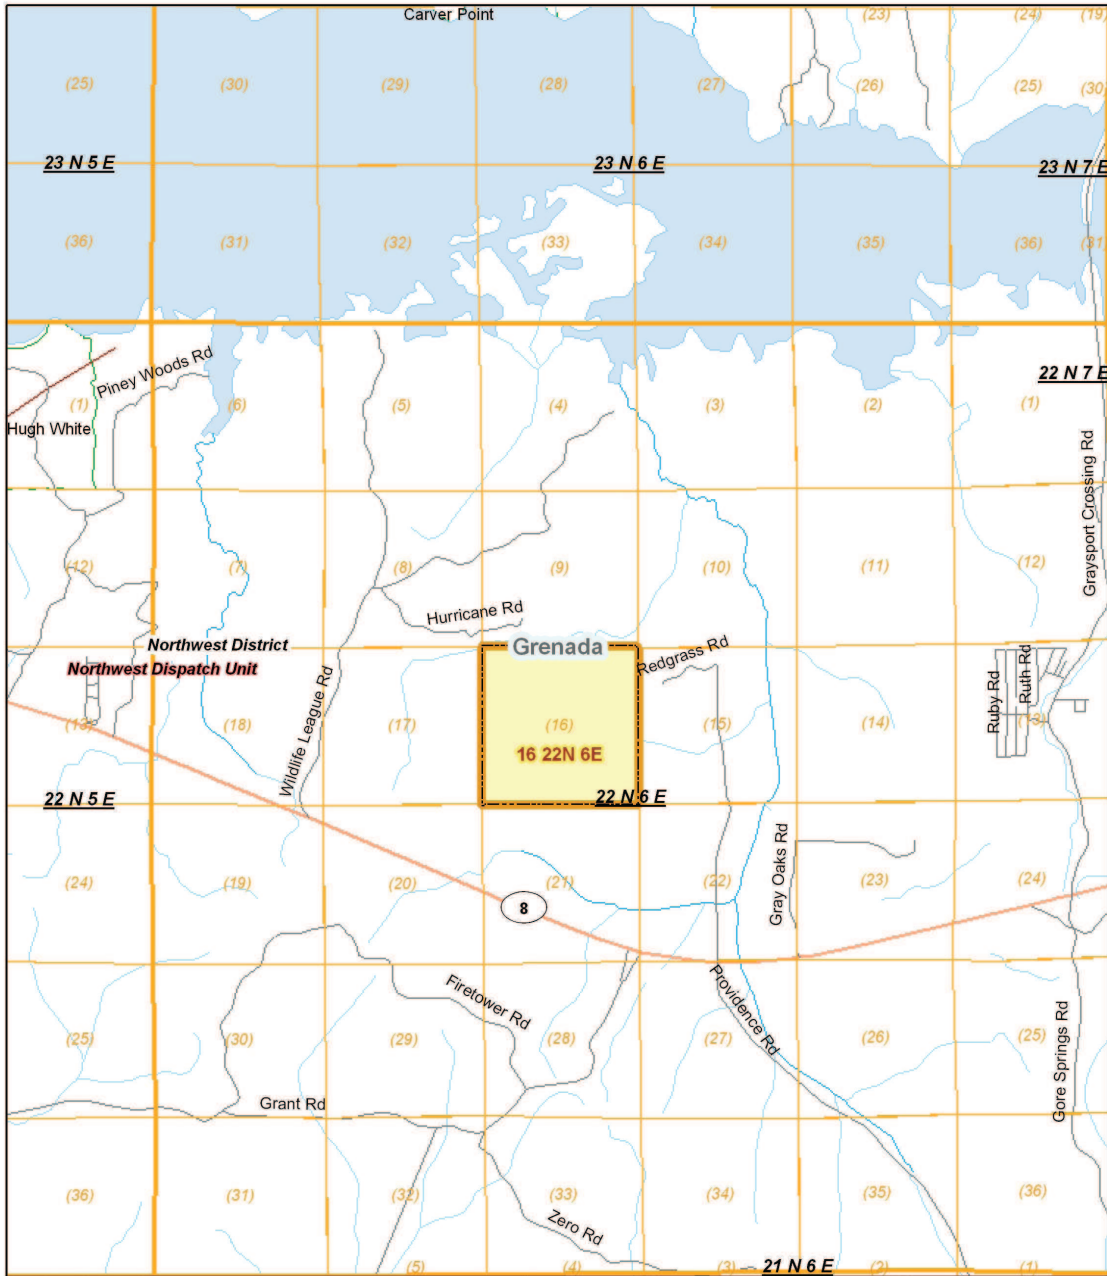 Carver Point
(23)
(24)
(19)
(25)
(30)
(29)
(28)
(27)
(26)
(25)
(30)
23 N 5 E
23 N 6 E
23 N 7 E
(36)
(31)
(32)
(33)
(34)
(35)
(36)
(31)
22 N 7 E
Piney Woods Rd
(1)
(6)
(5)
(4)
(3)
(2)
(1)
Hugh White
Graysport Crossing Rd
(12)
(7)
(8)
(9)
(10)
(11)
(12)
Hurricane Rd
Northwest District
Grenada
Northwest Dispatch Unit
Redgrass Rd
Ruby Rd
Ruth Rd
Wildlife League Rd
(13)
(18)
(17)
(16)
(15)
(14)
(13)
16 22N 6E
22 N 5 E
22 N 6 E
Gray Oaks Rd
(24)
(19)
(20)
(21)
(22)
(23)
(24)
8
Firetower Rd
Providence Rd
Gore Springs Rd
(25)
(30)
(29)
(28)
(27)
(26)
(25)
Grant Rd
(36)
(31)
(32)
(33)
(34)
(35)
(36)
Zero Rd
(5)
(4)
(3)
21 N 6 E
(2)
(1)